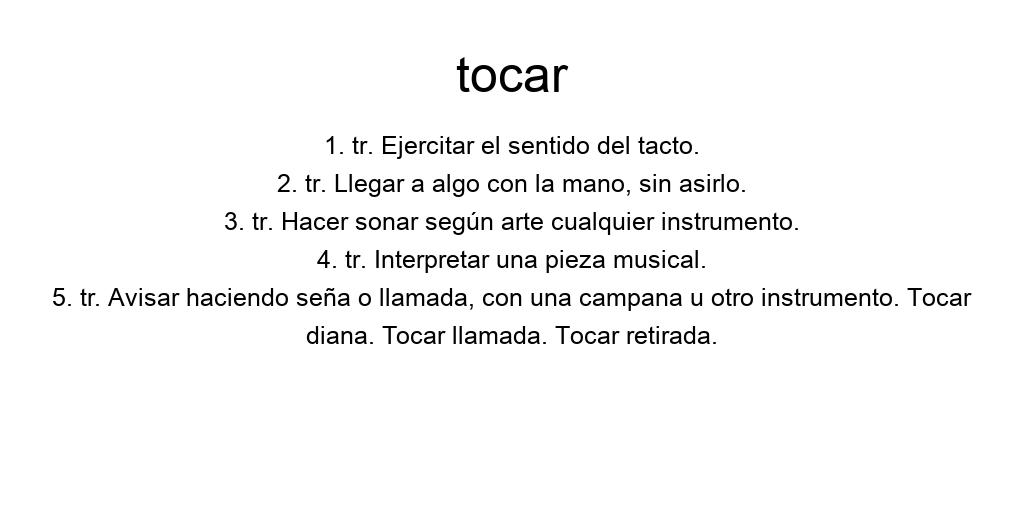 tocar
1. tr. Ejercitar el sentido del tacto.
2. tr. Llegar a algo con la mano, sin asirlo.
3. tr. Hacer sonar según arte cualquier instrumento.
4. tr. Interpretar una pieza musical.
5. tr. Avisar haciendo seña o llamada, con una campana u otro instrumento. Tocar
diana. Tocar llamada. Tocar retirada.